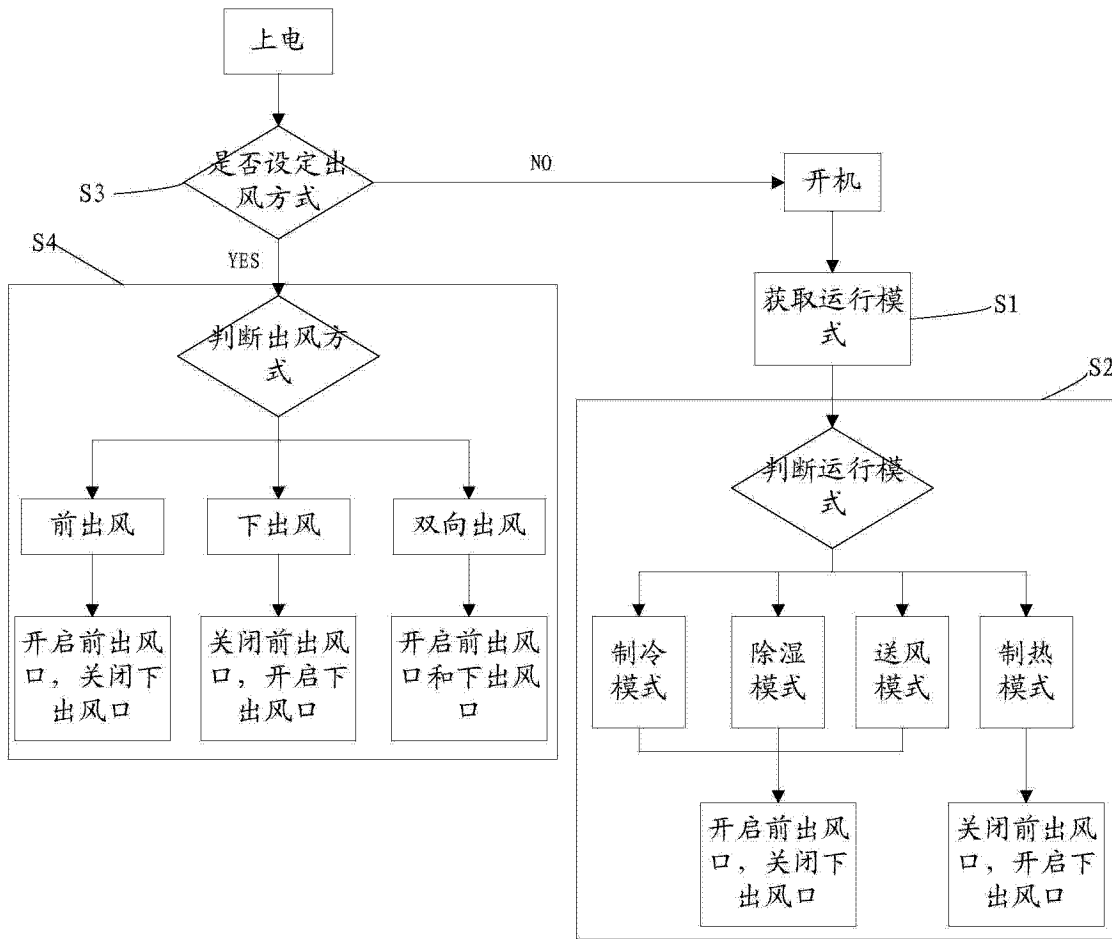 上电
是否设定出
风方式
S3
NO
开机
YES
S4
获取运行模
式
S1
判断出风方
式
S2
判断运行模
式
前出风
下出风
双向出风
开启前出风
口，关闭下
出风口
关闭前出风
口，开启下
出风口
开启前出风
口和下出风
口
制冷
模式
除湿
模式
送风
模式
制热
模式
开启前出风
口，关闭下
出风口
关闭前出风
口，开启下
出风口